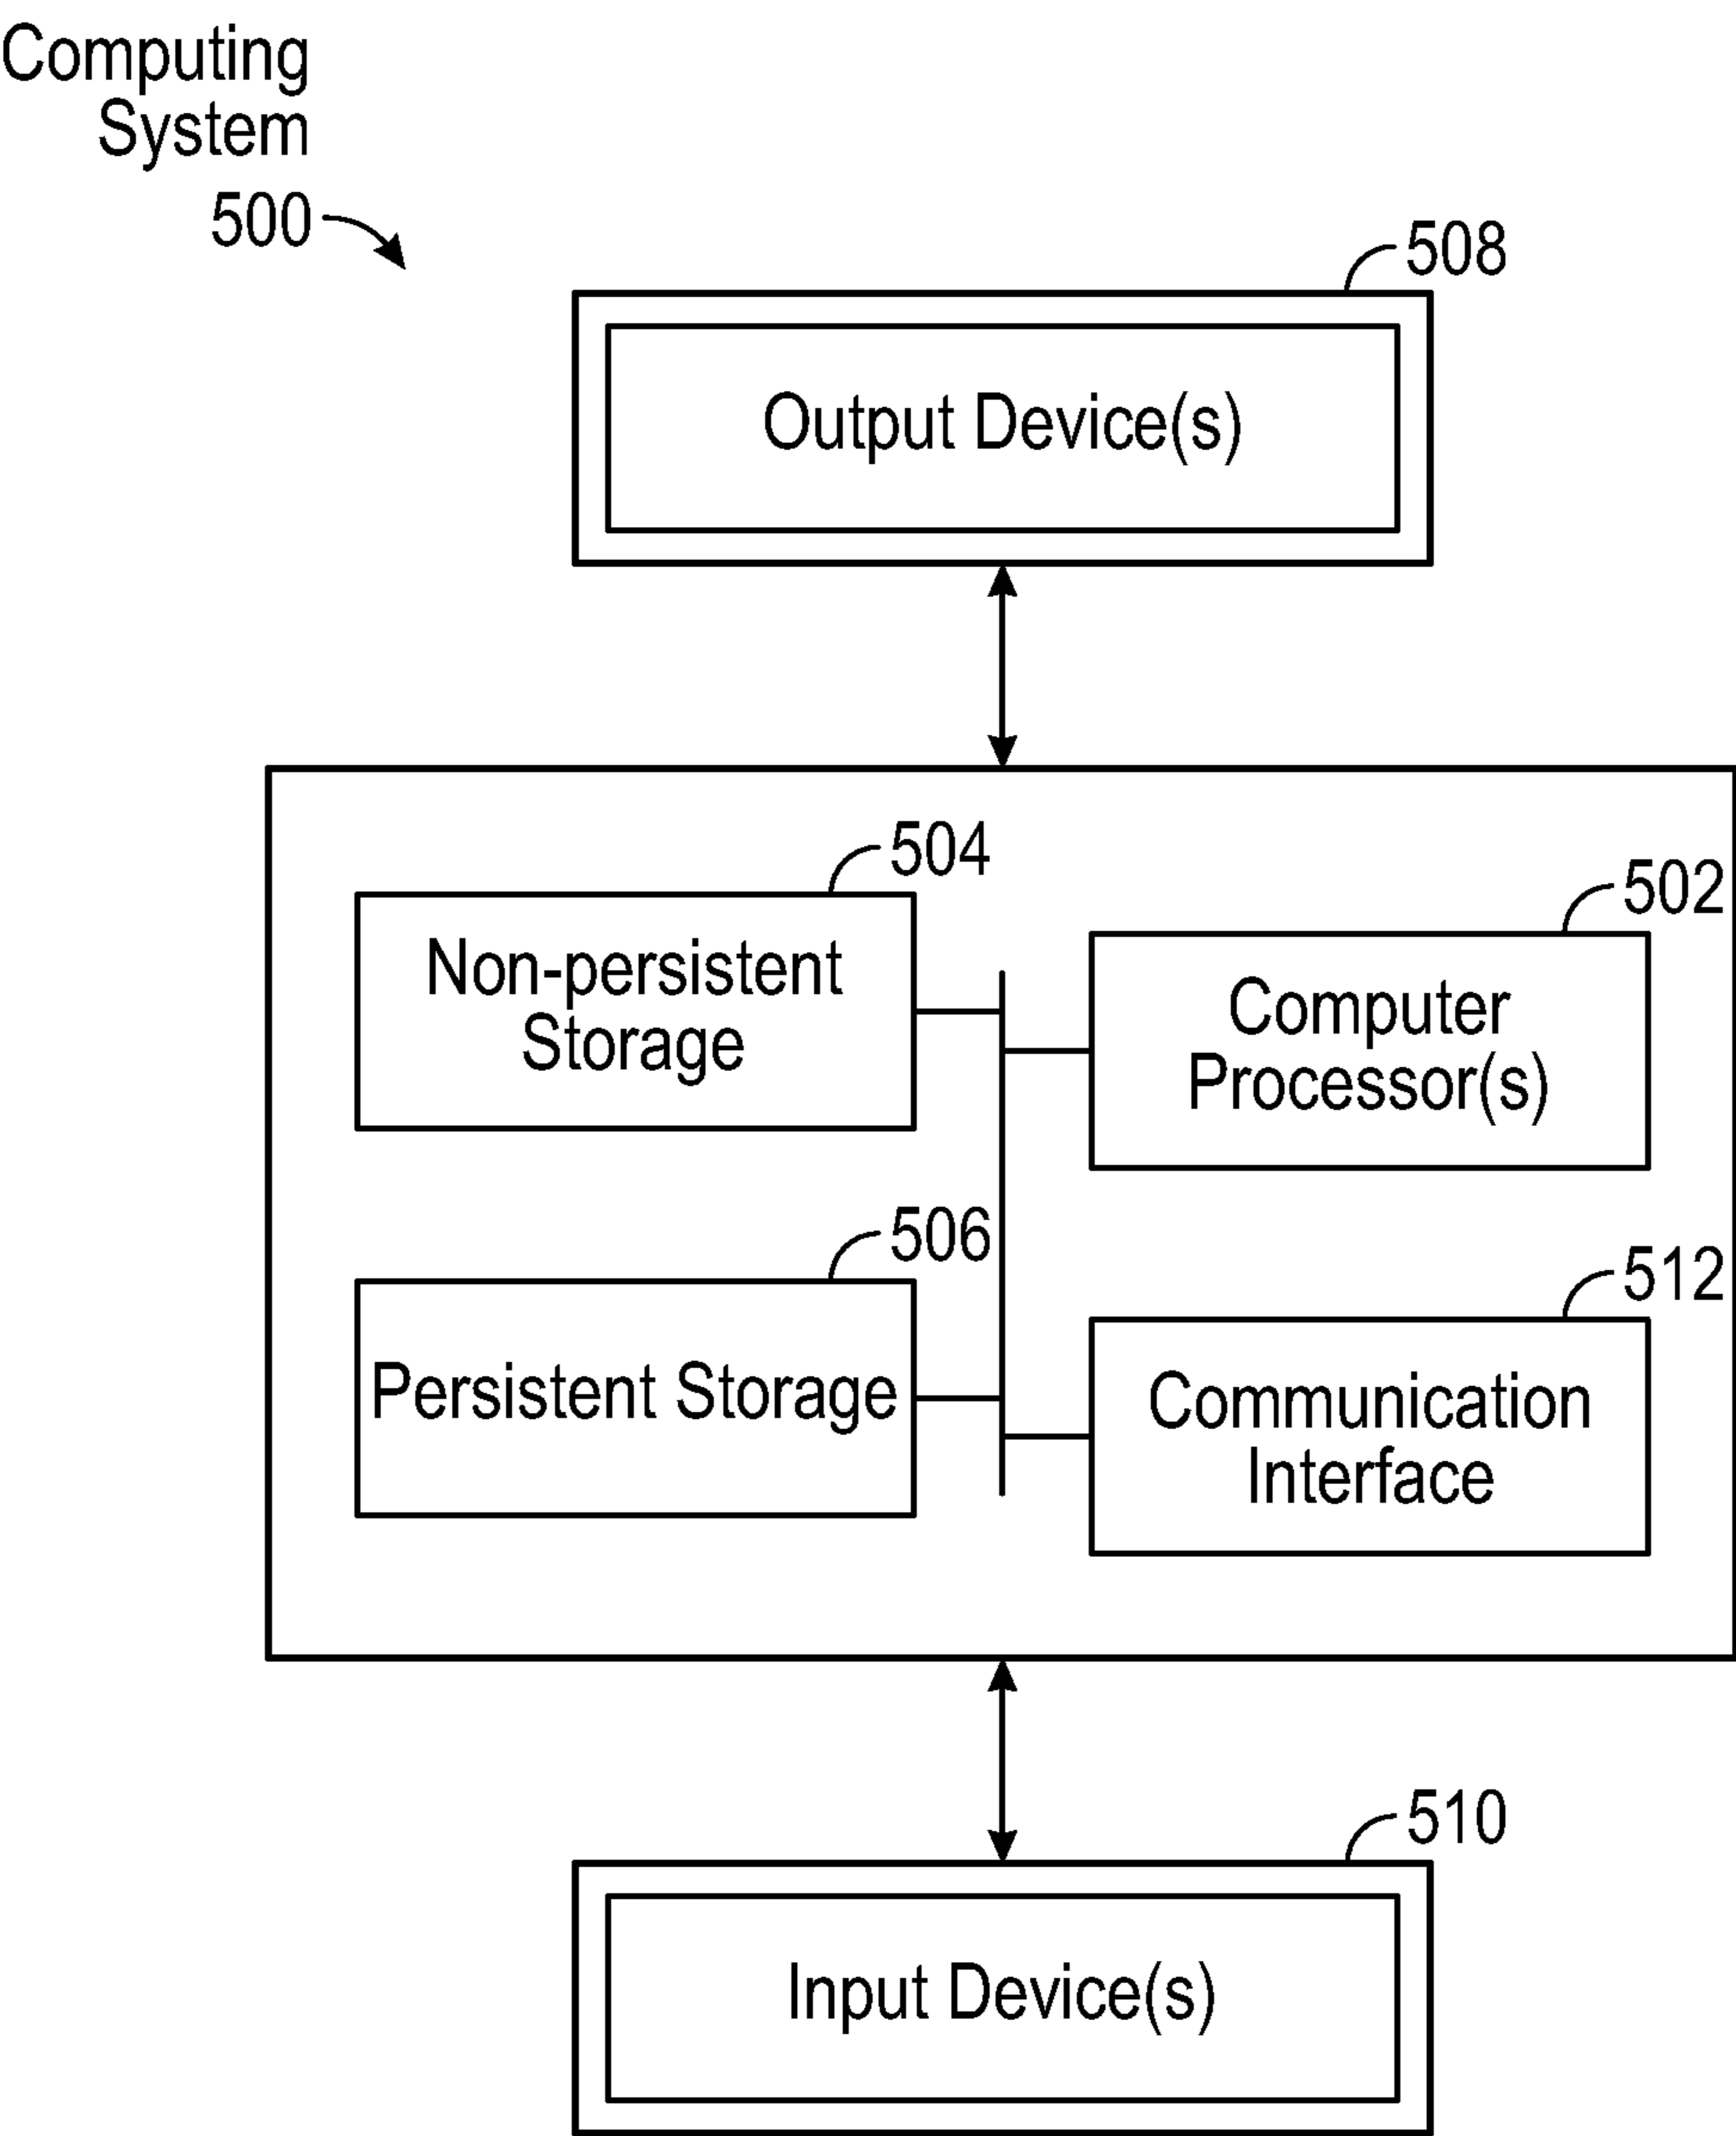 Computing
System
500
508
Output Device(s)
504
Non-persistent
Storage
502
Computer
Processor(s)
506
Persistent Storage
512
Communication
Interface
510
Input Device(s)